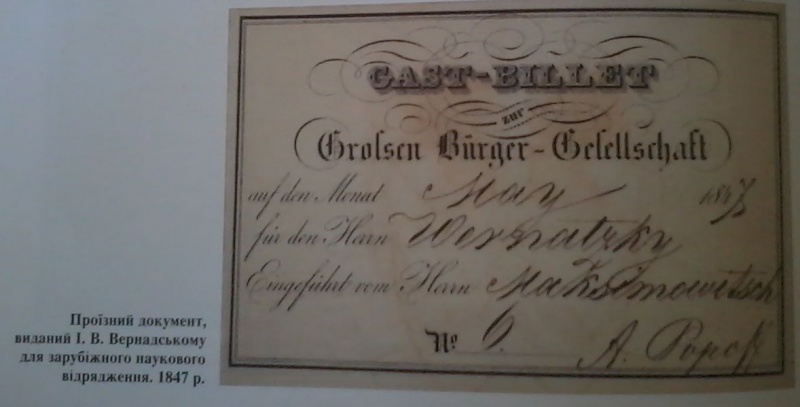 GAST-BILLET
zur
Groſsen Bürger-Geſellschaft
auf den Monat May 1847
für den Herrn Wernatzky
Eingeführt vom Herrn Maksimowitsch
No 6.
A. Popoff
Проїзний документ,
виданий І. В. Вернадському
для зарубіжного наукового
відрядження. 1847 р.